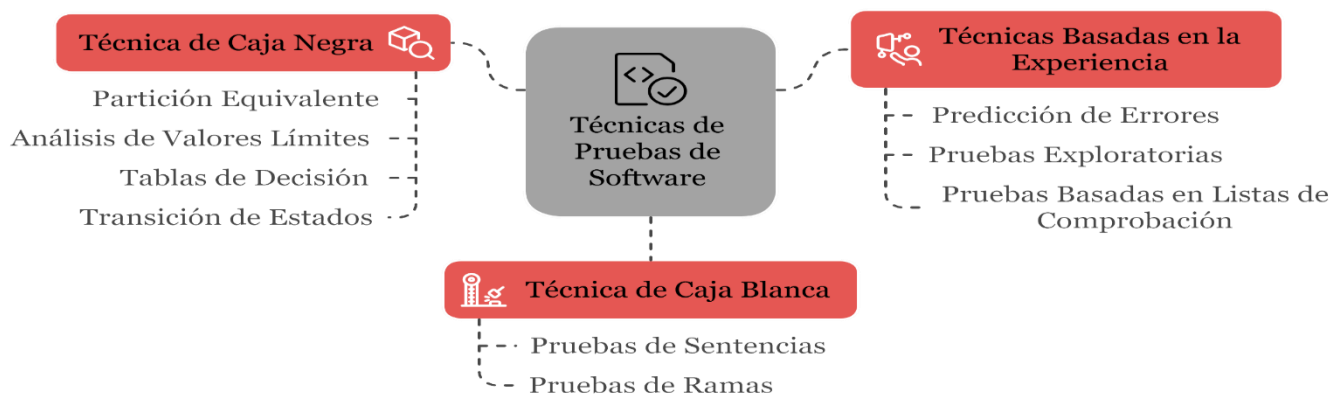 Técnica de Caja Negra
Partición Equivalente
Análisis de Valores Límites
Tablas de Decisión
Transición de Estados
Técnicas de
Pruebas de
Software
Técnicas Basadas en la
Experiencia
Predicción de Errores
Pruebas Exploratorias
Pruebas Basadas en Listas de
Comprobación
Técnica de Caja Blanca
Pruebas de Sentencias
Pruebas de Ramas